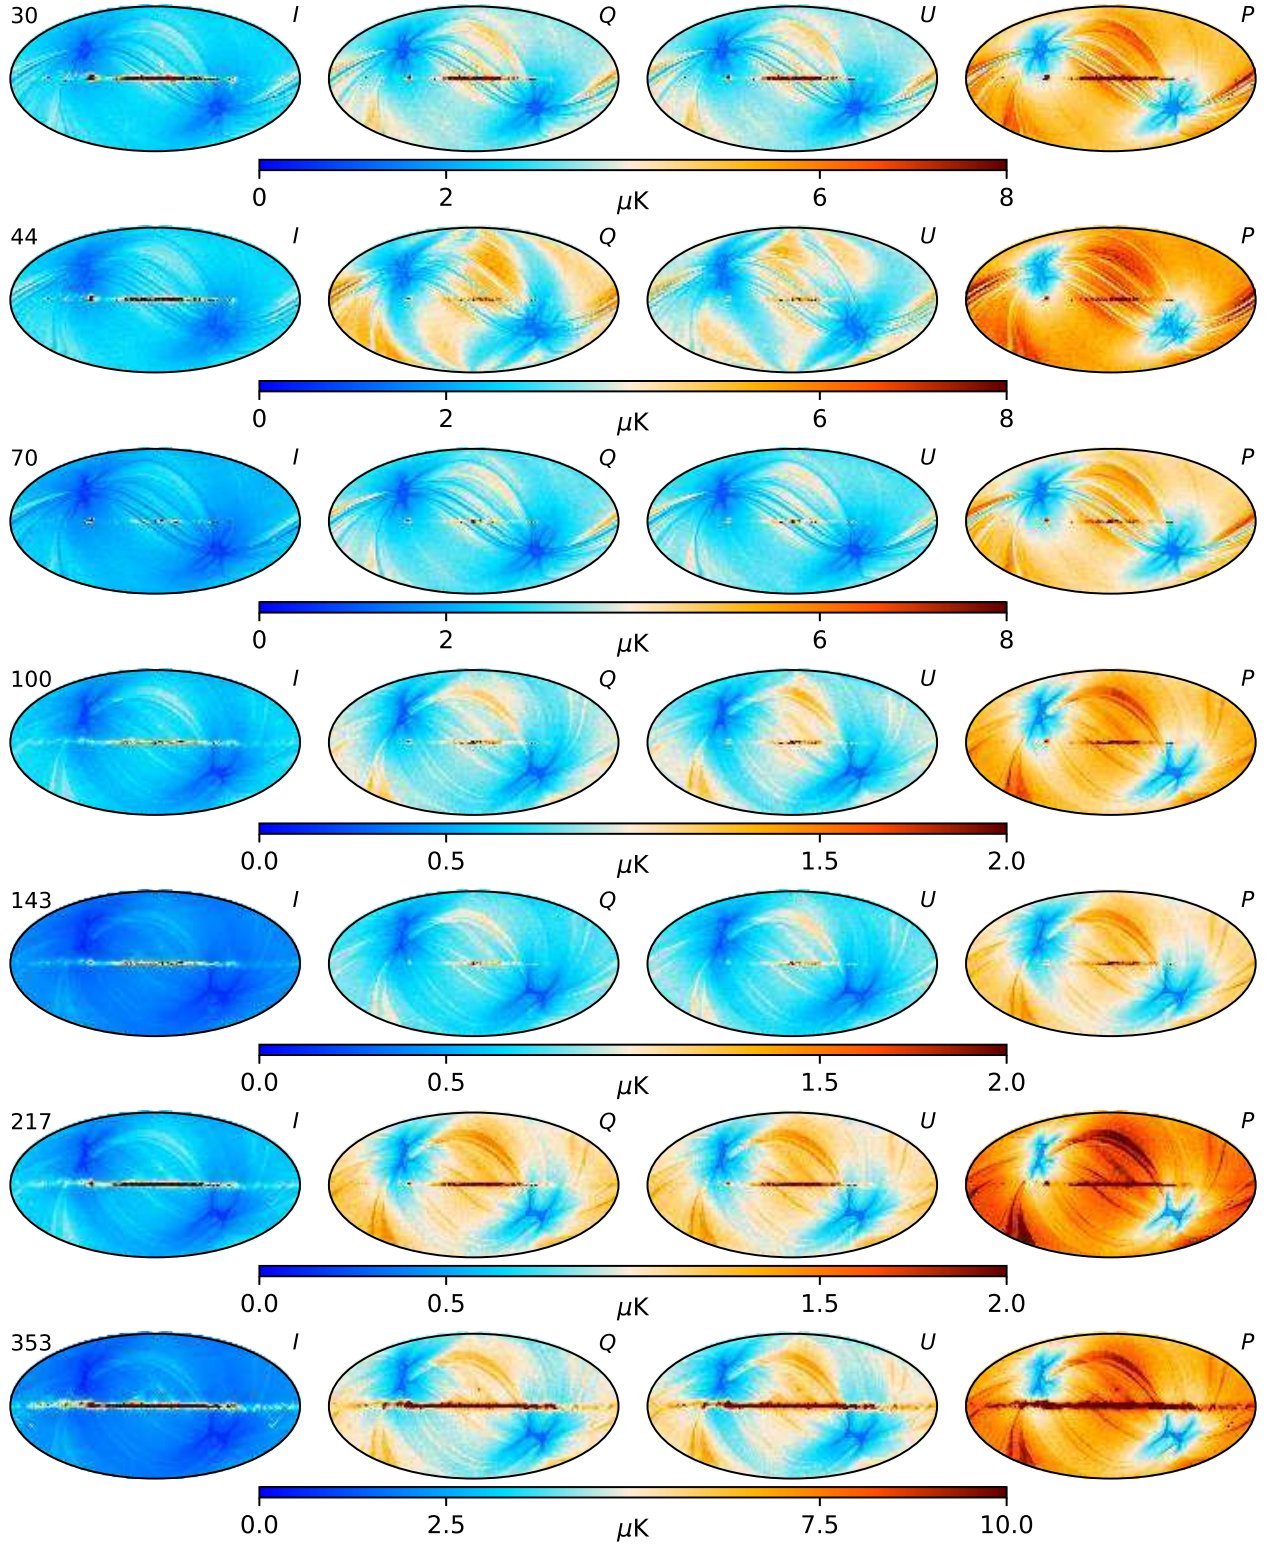 30 I Q U P
0 2 6 8
μK
44 I Q U P
0 2 6 8
μK
70 I Q U P
0 2 6 8
μK
100 I Q U P
0.0 0.5 1.5 2.0
μK
143 I Q U P
0.0 0.5 1.5 2.0
μK
217 I Q U P
0.0 0.5 1.5 2.0
μK
353 I Q U P
0.0 2.5 7.5 10.0
μK